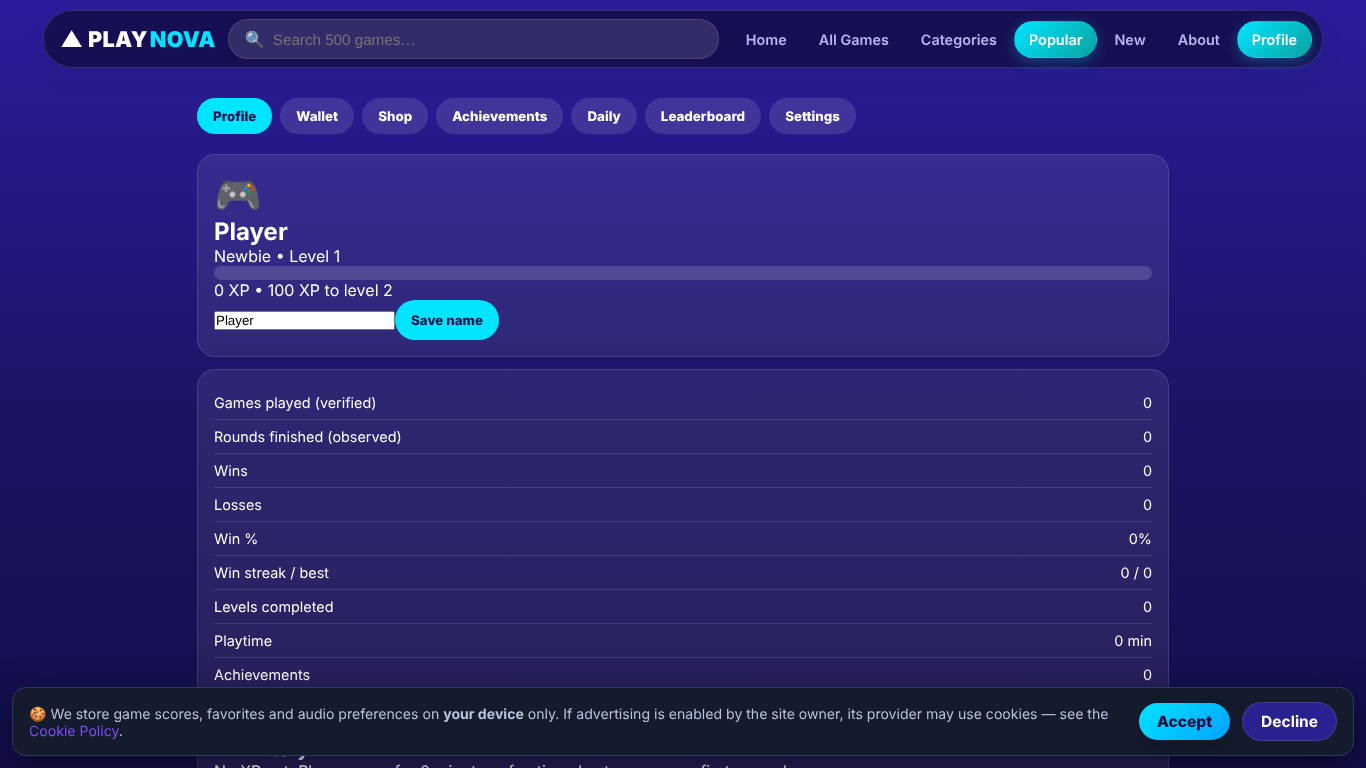 PLAYNOVA
Search 500 games…
Home
All Games
Categories
Popular
New
About
Profile
Profile
Wallet
Shop
Achievements
Daily
Leaderboard
Settings
Player
Newbie • Level 1
0 XP • 100 XP to level 2
Player
Save name
Games played (verified) 0
Rounds finished (observed) 0
Wins 0
Losses 0
Win % 0%
Win streak / best 0 / 0
Levels completed 0
Playtime 0 min
Achievements 0
We store game scores, favorites and audio preferences on your device only. If advertising is enabled by the site owner, its provider may use cookies — see the
Cookie Policy.
Accept
Decline